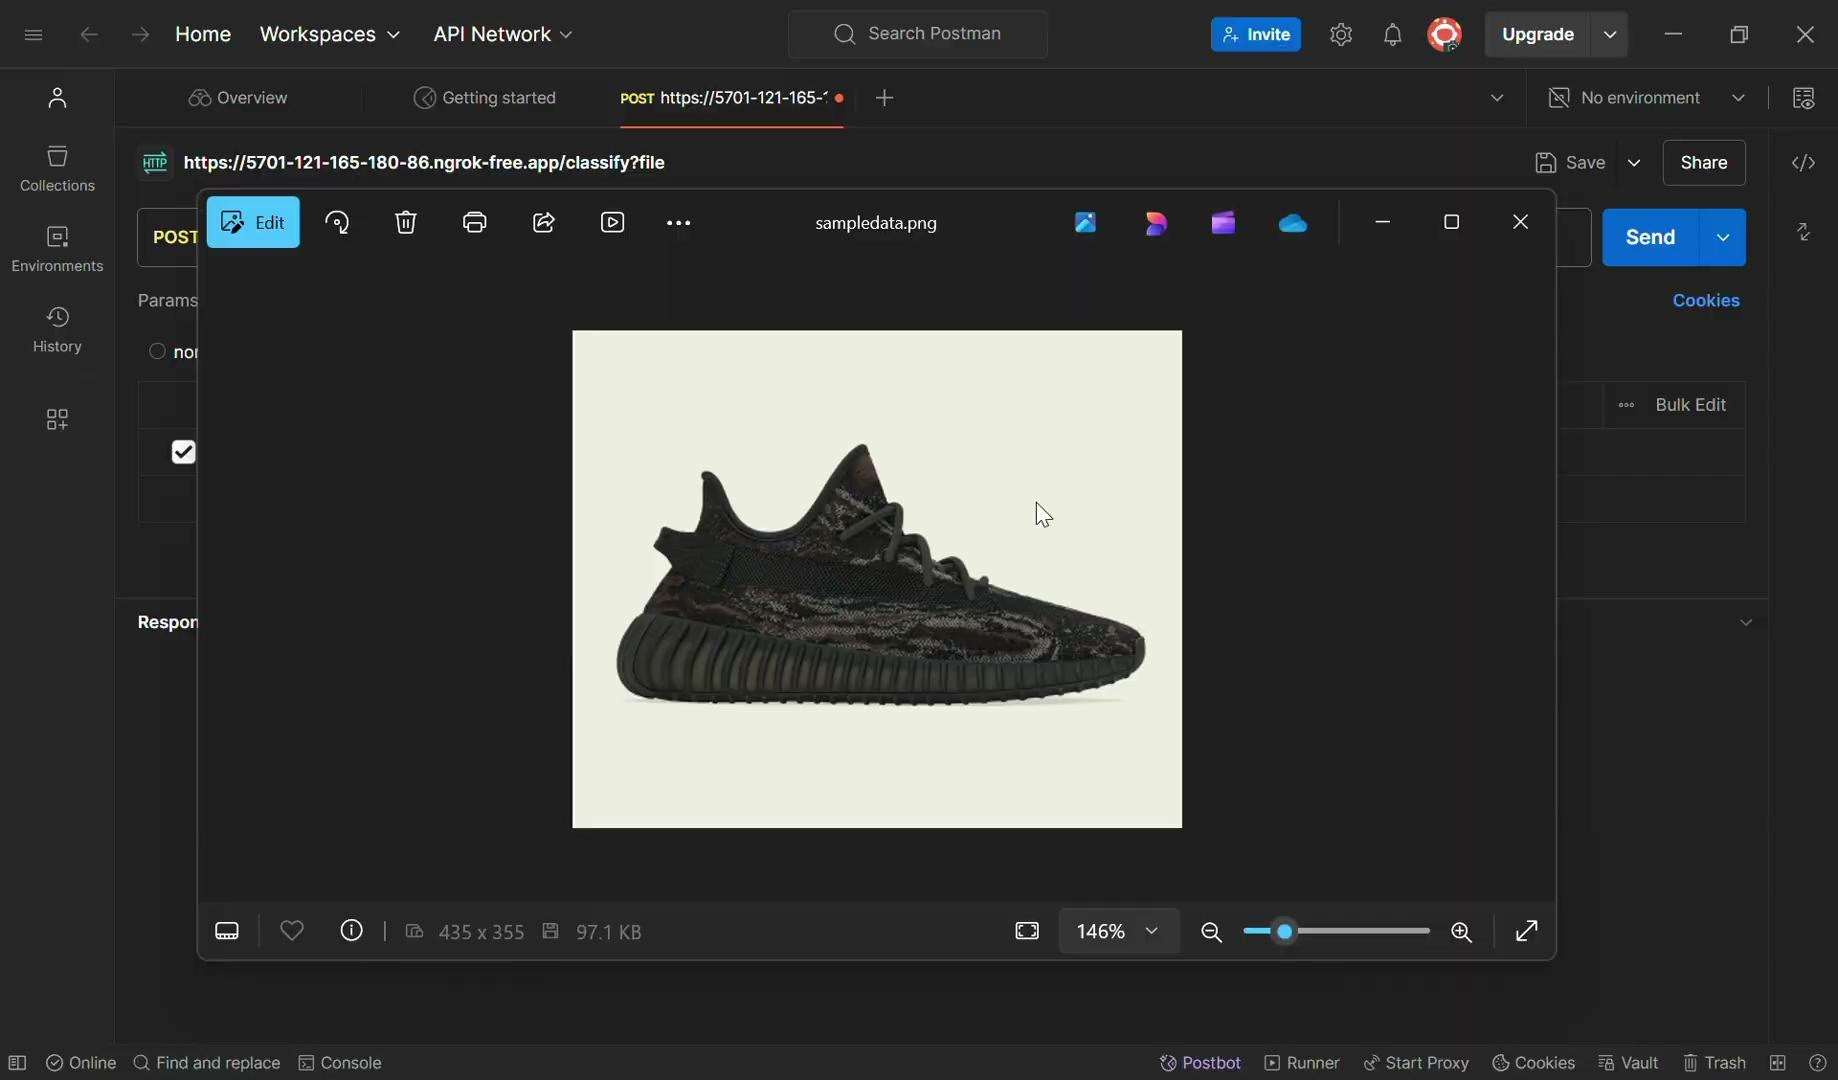 Home
Workspaces
API Network
Search Postman
Invite
Upgrade
Overview
Getting started
POST https://5701-121-165-
No environment
HTTP
https://5701-121-165-180-86.ngrok-free.app/classify?file
Save
Share
Collections
Environments
History
POST
Edit
sampledata.png
Send
Params
Cookies
Bulk Edit
Respon
435 x 355
97.1 KB
146%
Online
Find and replace
Console
Postbot
Runner
Start Proxy
Cookies
Vault
Trash